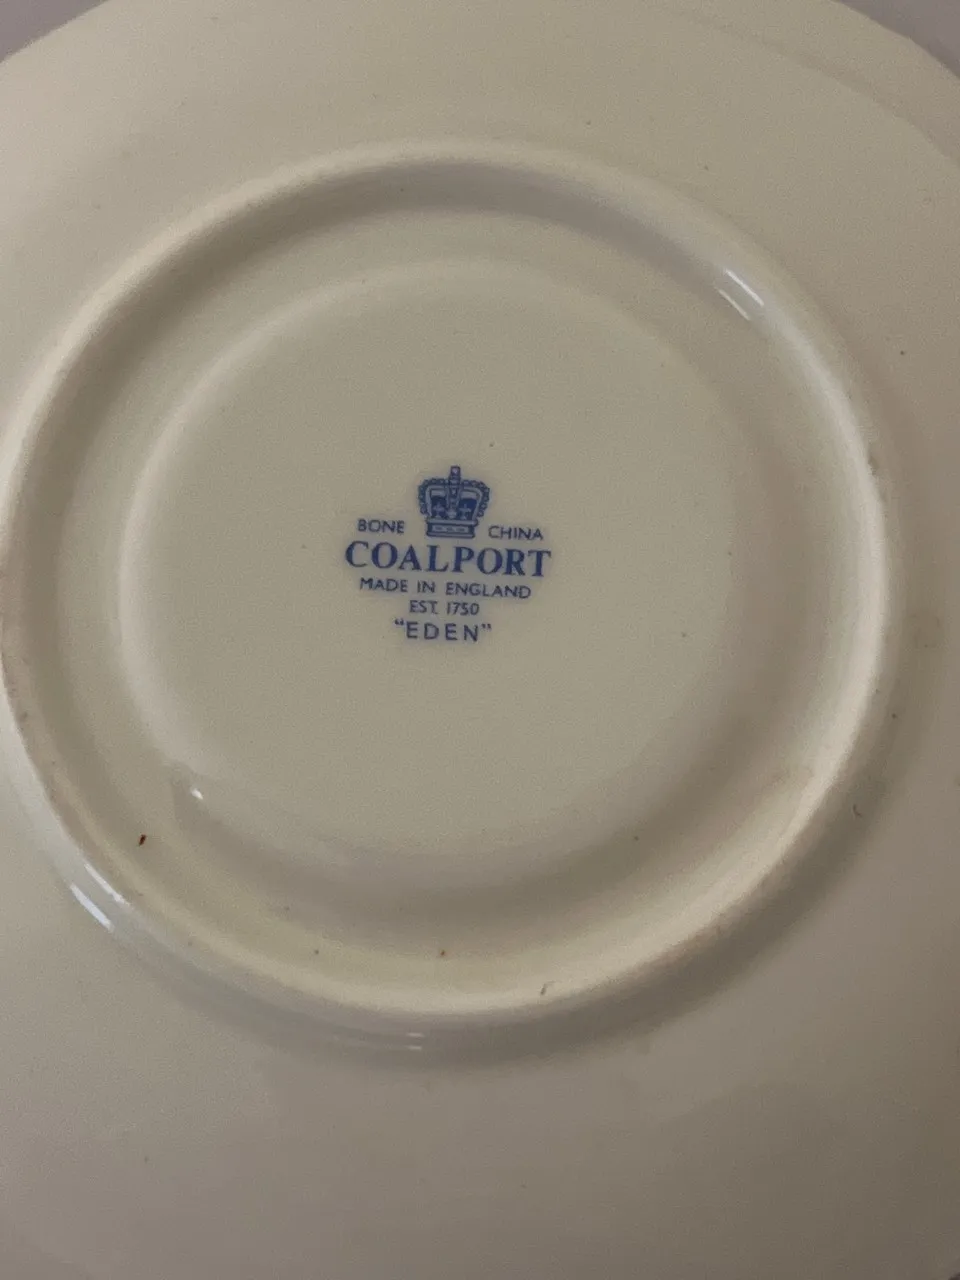 BONE CHINA
COALPORT
MADE IN ENGLAND
EST. 1750
"EDEN"